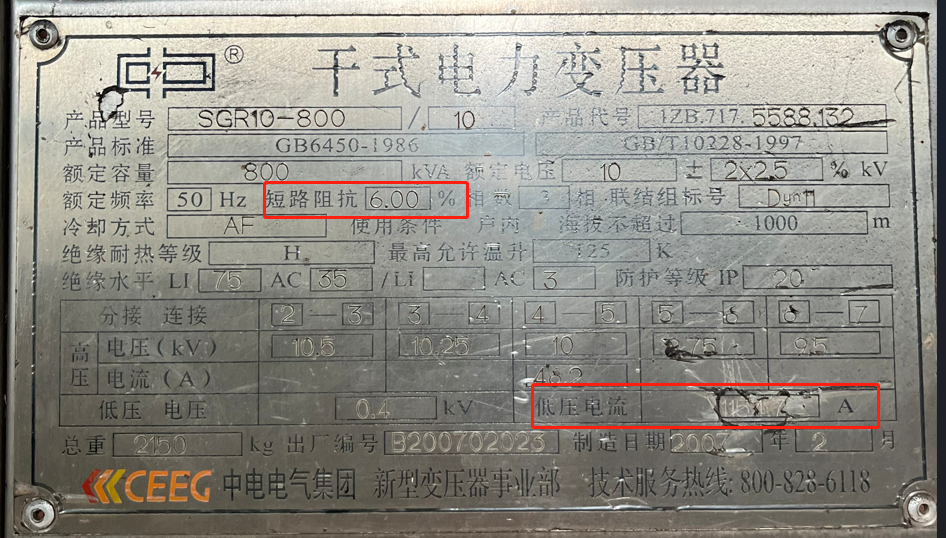 中® 干式电力变压器
产品型号 SGR10-800 / 10 产品代号 1ZB.717.5588.132
产品标准 GB6450-1986 GB/T10228-1997
额定容量 800 kVA 额定电压 10 ± 2x2.5 % kV
额定频率 50 Hz 短路阻抗 6.00 % 相数 3 相 联结组标号 Dyn11
冷却方式 AF 使用条件 户内 海拔不超过 1000 m
绝缘耐热等级 H 最高允许温升 125 K
绝缘水平 LI 75 AC 35 /Li AC 3 防护等级 IP 20
分接 连接 2—3 3—4 4—5 5—6 6—7
高压 电压(kV) 10.5 10.25 10 9.75 9.5
电流(A) 46.2
低压 电压 0.4 kV 低压电流 A
总重 2150 kg 出厂编号 B200702023 制造日期 2007 年 2 月
CEEG 中电电气集团 新型变压器事业部 技术服务热线:800-828-6118